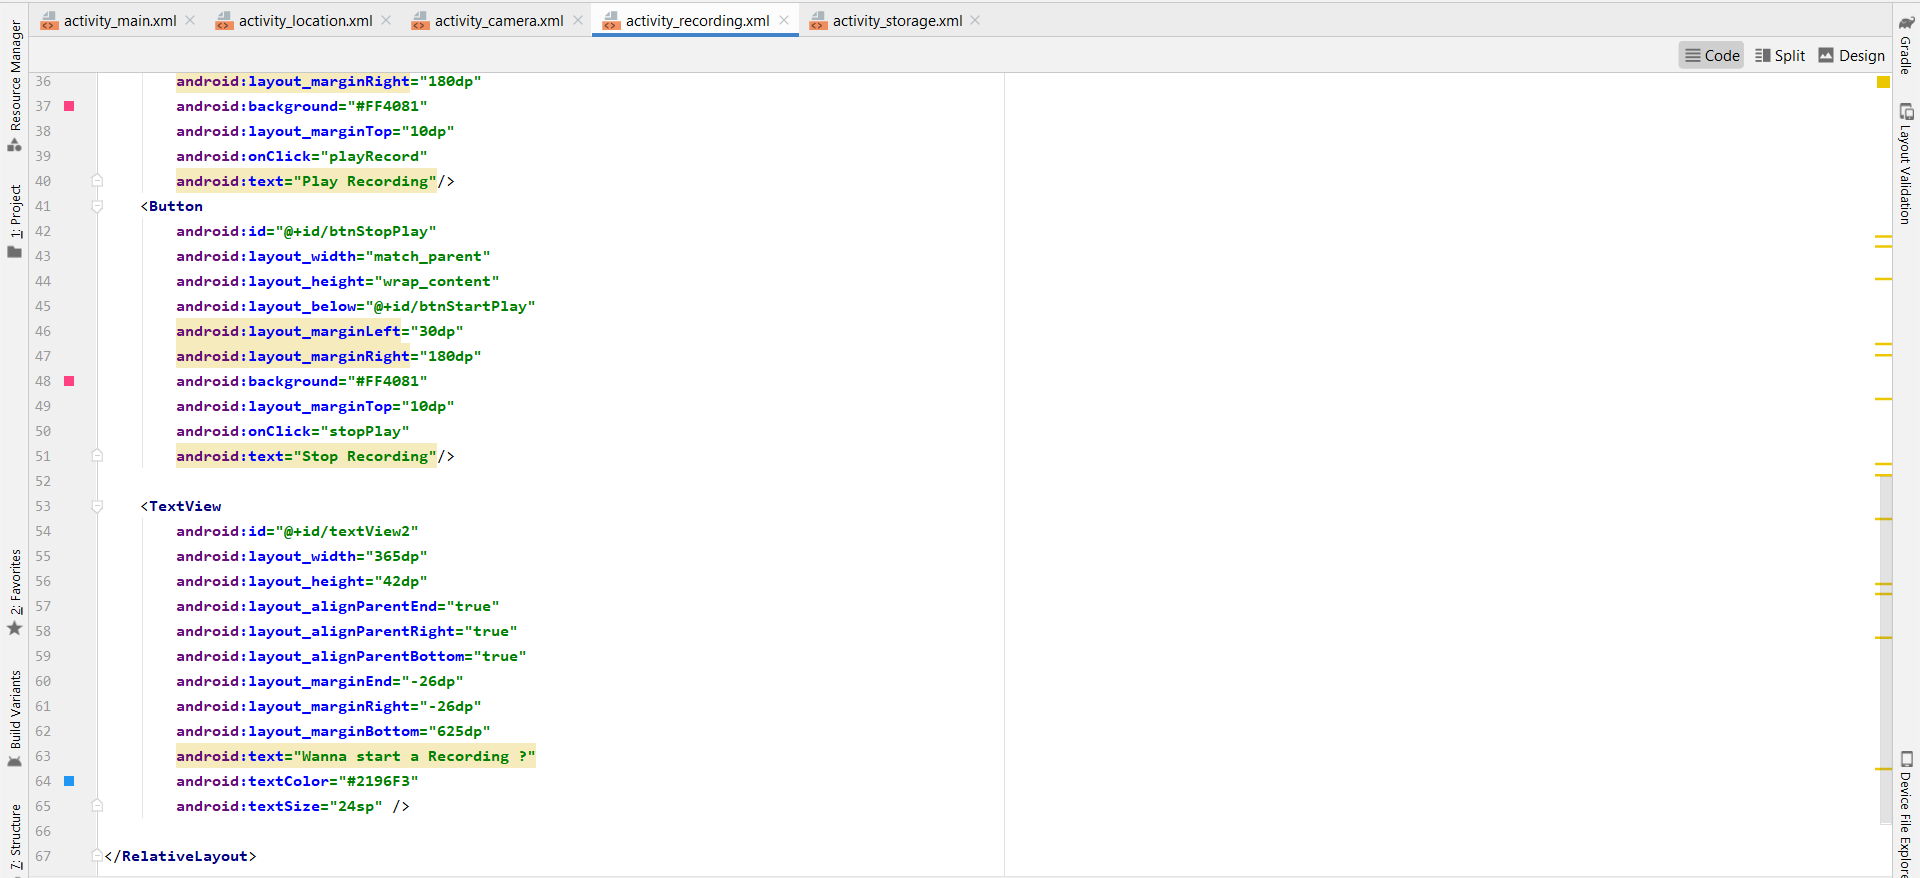 activity_main.xml
activity_location.xml
activity_camera.xml
activity_recording.xml
activity_storage.xml
Code
Split
Design
Resource Manager
1: Project
2: Favorites
Build Variants
7: Structure
36 android:layout_marginRight="180dp"
37 android:background="#FF4081"
38 android:layout_marginTop="10dp"
39 android:onClick="playRecord"
40 android:text="Play Recording"/>
41 <Button
42 android:id="@+id/btnStopPlay"
43 android:layout_width="match_parent"
44 android:layout_height="wrap_content"
45 android:layout_below="@+id/btnStartPlay"
46 android:layout_marginLeft="30dp"
47 android:layout_marginRight="180dp"
48 android:background="#FF4081"
49 android:layout_marginTop="10dp"
50 android:onClick="stopPlay"
51 android:text="Stop Recording"/>
52
53 <TextView
54 android:id="@+id/textView2"
55 android:layout_width="365dp"
56 android:layout_height="42dp"
57 android:layout_alignParentEnd="true"
58 android:layout_alignParentRight="true"
59 android:layout_alignParentBottom="true"
60 android:layout_marginEnd="-26dp"
61 android:layout_marginRight="-26dp"
62 android:layout_marginBottom="625dp"
63 android:text="Wanna start a Recording ?"
64 android:textColor="#2196F3"
65 android:textSize="24sp" />
66
67 </RelativeLayout>
Gradle
Layout Validation
Device File Explore